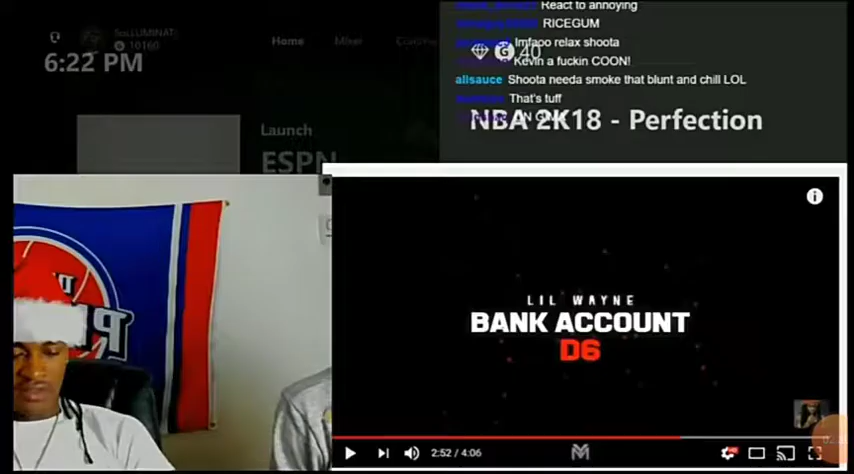 React to annoying
RICEGUM
lmfaoo relax shoota
Kevin a fuckin COON!
allsauce Shoota needa smoke that blunt and chill LOL
That's tuff
6:22 PM
10160
Home
Mixer
G 40
NBA 2K18 - Perfection
Launch
ESPN
LIL WAYNE
BANK ACCOUNT
D6
2:52 / 4:06